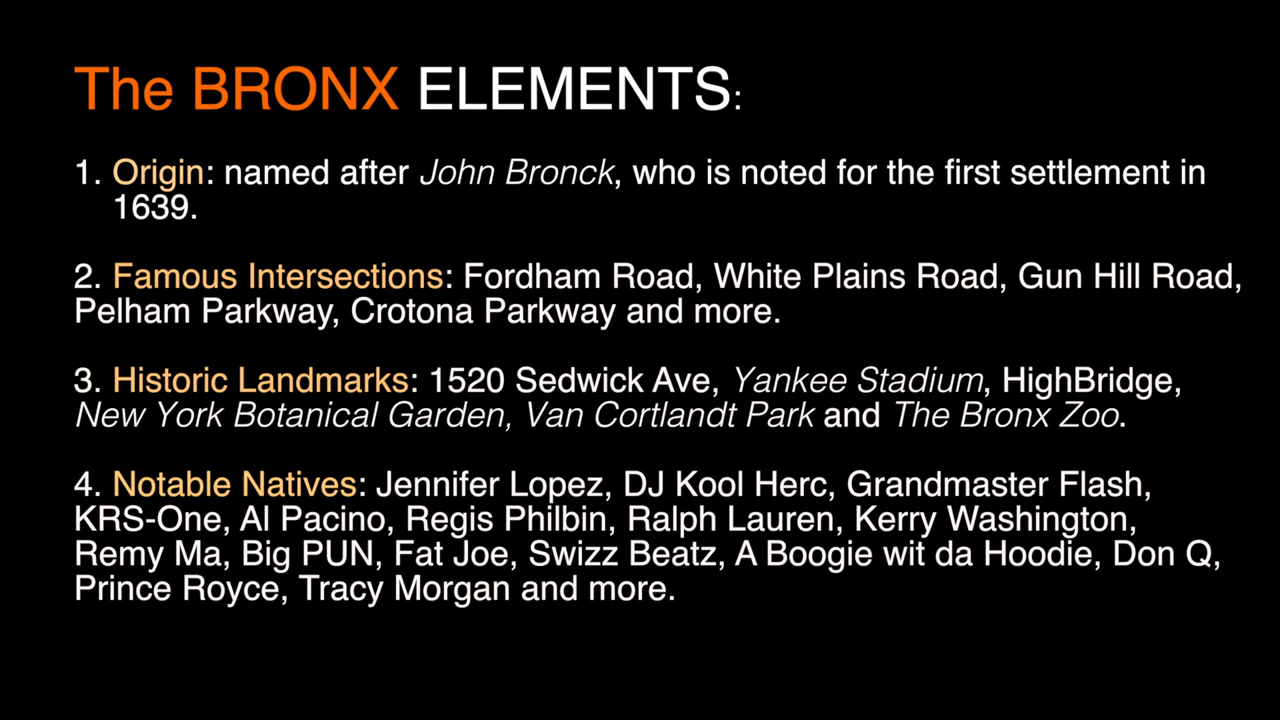 The BRONX ELEMENTS:
1. Origin: named after John Bronck, who is noted for the first settlement in
1639.
2. Famous Intersections: Fordham Road, White Plains Road, Gun Hill Road,
Pelham Parkway, Crotona Parkway and more.
3. Historic Landmarks: 1520 Sedwick Ave, Yankee Stadium, HighBridge,
New York Botanical Garden, Van Cortlandt Park and The Bronx Zoo.
4. Notable Natives: Jennifer Lopez, DJ Kool Herc, Grandmaster Flash,
KRS-One, Al Pacino, Regis Philbin, Ralph Lauren, Kerry Washington,
Remy Ma, Big PUN, Fat Joe, Swizz Beatz, A Boogie wit da Hoodie, Don Q,
Prince Royce, Tracy Morgan and more.